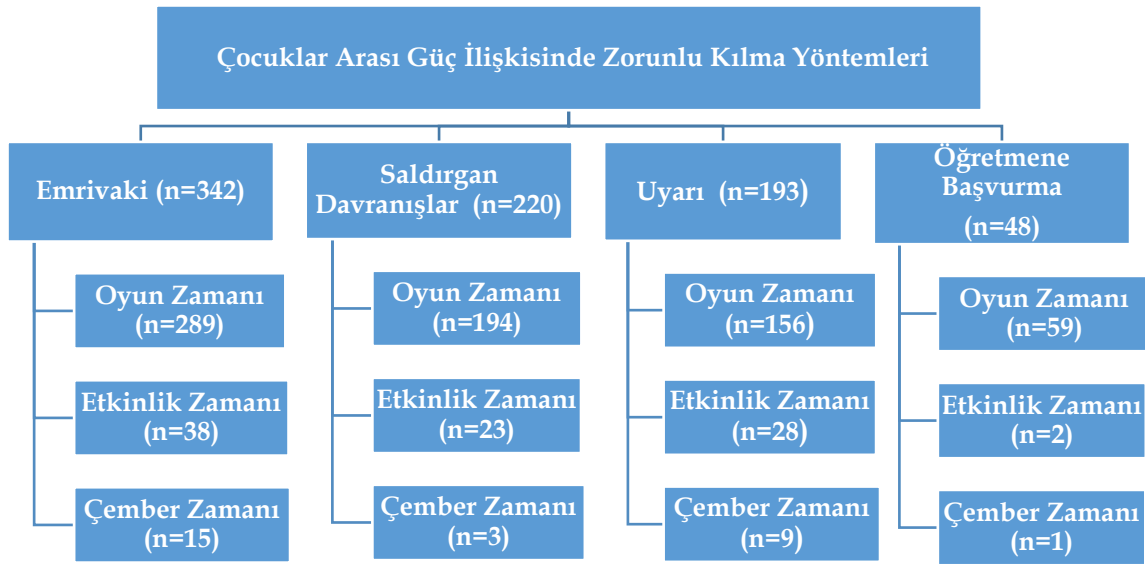 Çocuklar Arası Güç İlişkisinde Zorunlu Kılma Yöntemleri
Emrivaki (n=342)
Oyun Zamanı
(n=289)
Etkinlik Zamanı
(n=38)
Çember Zamanı
(n=15)
Saldırgan
Davranışlar (n=220)
Oyun Zamanı
(n=194)
Etkinlik Zamanı
(n=23)
Çember Zamanı
(n=3)
Uyarı (n=193)
Oyun Zamanı
(n=156)
Etkinlik Zamanı
(n=28)
Çember Zamanı
(n=9)
Öğretmene
Başvurma
(n=48)
Oyun Zamanı
(n=59)
Etkinlik Zamanı
(n=2)
Çember Zamanı
(n=1)